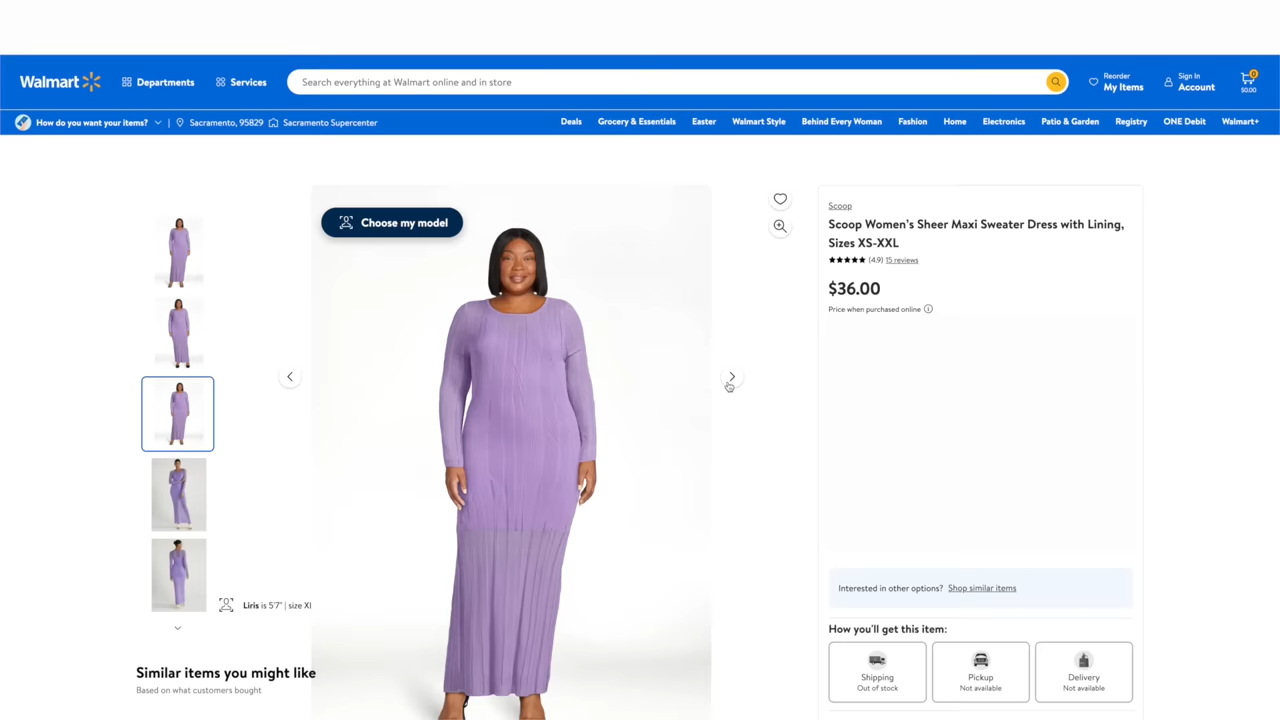 Walmart
Departments
Services
Search everything at Walmart online and in store
Reorder
My Items
Sign In
Account
0
$0.00
How do you want your items?
Sacramento, 95829
Sacramento Supercenter
Deals
Grocery & Essentials
Easter
Walmart Style
Behind Every Woman
Fashion
Home
Electronics
Patio & Garden
Registry
ONE Debit
Walmart+
Choose my model
Liris is 5'7" | size Xl
Similar items you might like
Based on what customers bought
Scoop
Scoop Women's Sheer Maxi Sweater Dress with Lining,
Sizes XS-XXL
(4.9) 15 reviews
$36.00
Price when purchased online
Interested in other options? Shop similar items
How you'll get this item:
Shipping
Out of stock
Pickup
Not available
Delivery
Not available